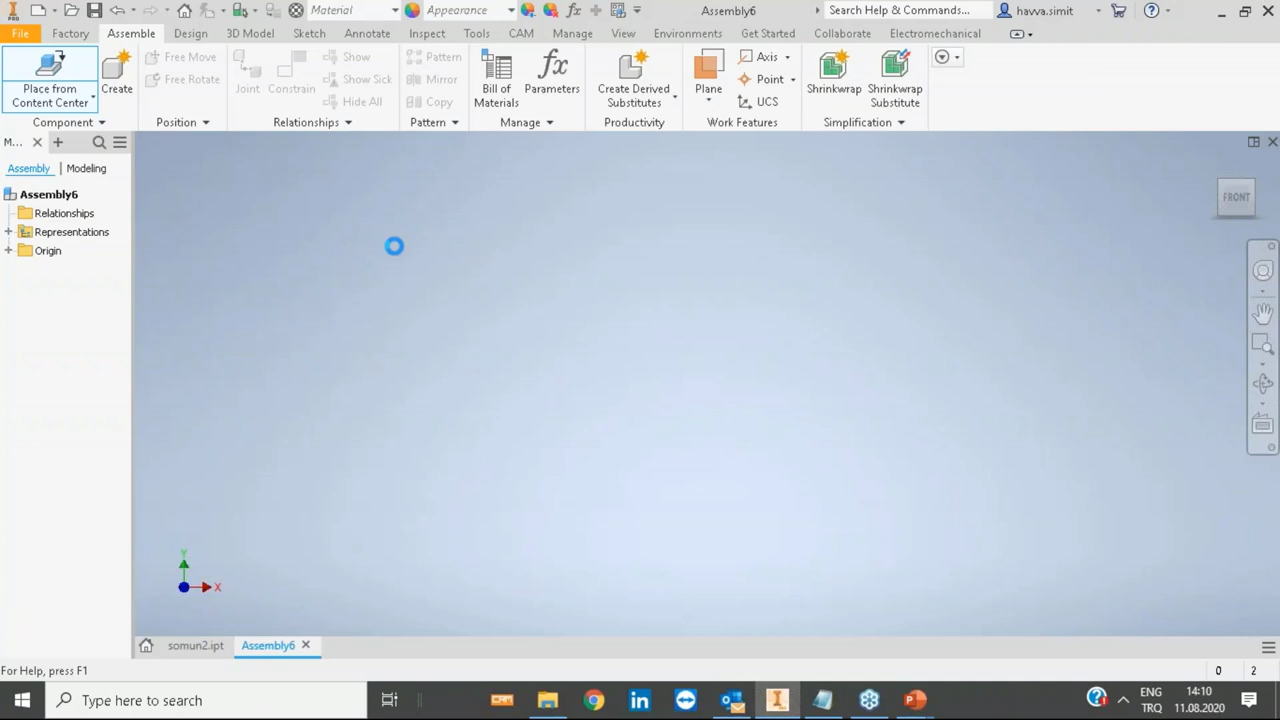 Material
Appearance
Assembly6
Search Help & Commands...
havva.simit
PRO
File
Factory
Assemble
Design
3D Model
Sketch
Annotate
Inspect
Tools
CAM
Manage
View
Environments
Get Started
Collaborate
Electromechanical
Place from
Content Center
Create
Free Move
Free Rotate
Joint
Constrain
Show
Show Sick
Hide All
Pattern
Mirror
Copy
Bill of
Materials
Parameters
Create Derived
Substitutes
Plane
Axis
Point
UCS
Shrinkwrap
Shrinkwrap
Substitute
Component
Position
Relationships
Pattern
Manage
Productivity
Work Features
Simplification
M...
Assembly
Modeling
Assembly6
Relationships
Representations
Origin
FRONT
Y
X
somun2.ipt
Assembly6
For Help, press F1
0
2
Type here to search
ENG
TRQ
14:10
11.08.2020